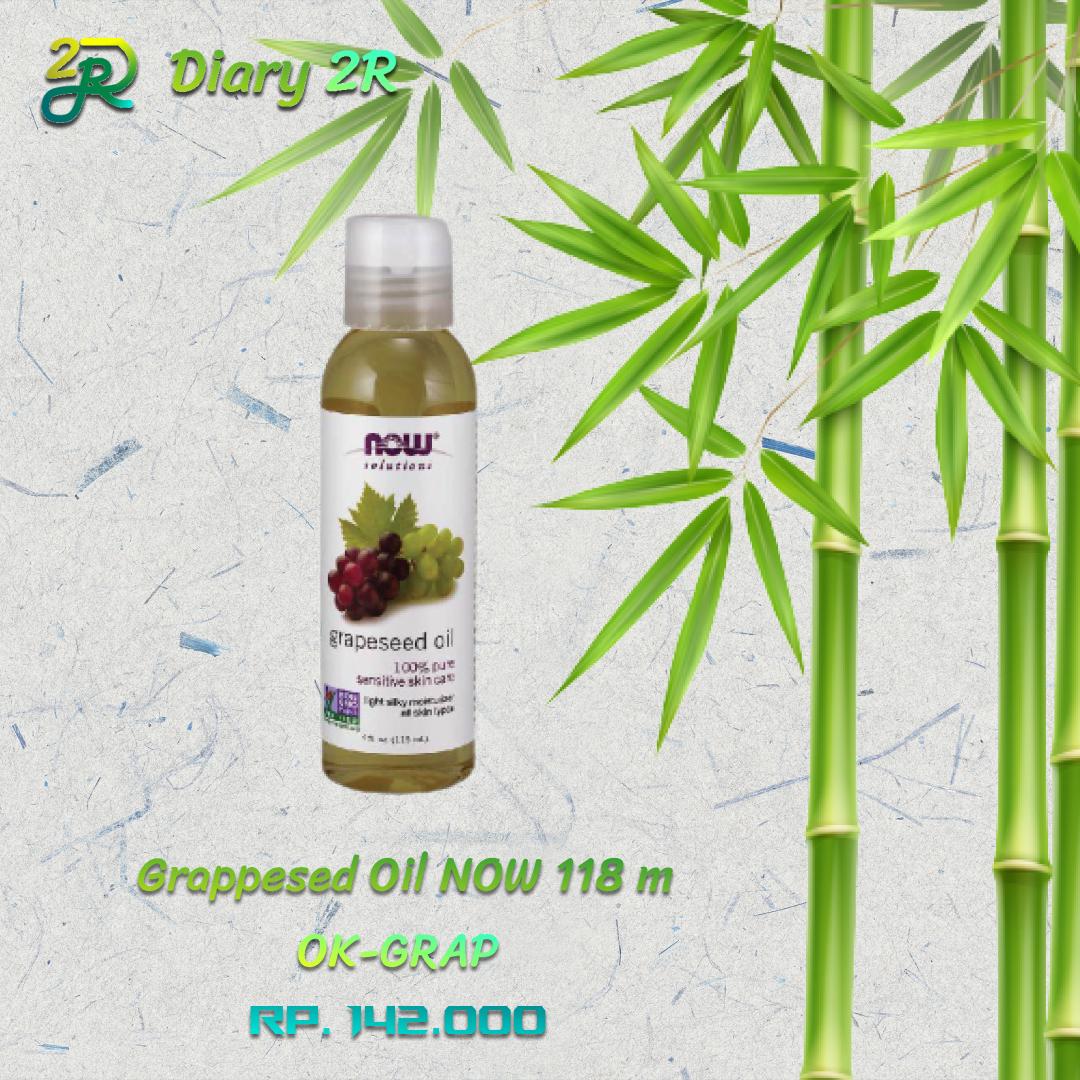 2R Diary 2R
NOW®
solutions
grapeseed oil
100% pure
sensitive skin care
light silky moisturizer
all skin types
Grappesed Oil NOW 118 m
OK-GRAP
RP. 142.000